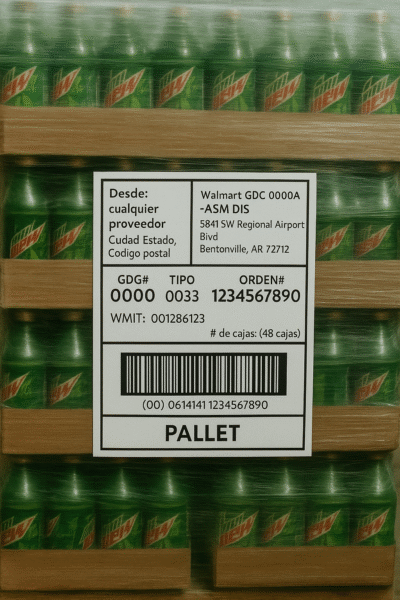 Desde:
cualquier
proveedor
Cudad Estado,
Codigo postal
Walmart GDC 0000A
-ASM DIS
5841 SW Regional Airport
Blvd
Bentonville, AR 72712
GDG# TIPO ORDEN#
0000 0033 1234567890
WMIT: 001286123
# de cajas: (48 cajas)
(00) 0614141 1234567890
PALLET